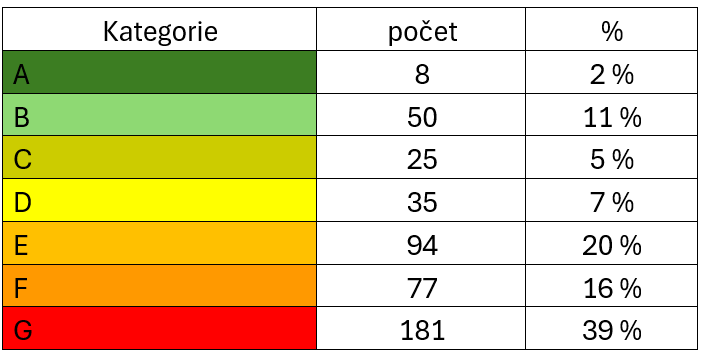 Kategorie počet %
A 8 2 %
B 50 11 %
C 25 5 %
D 35 7 %
E 94 20 %
F 77 16 %
G 181 39 %